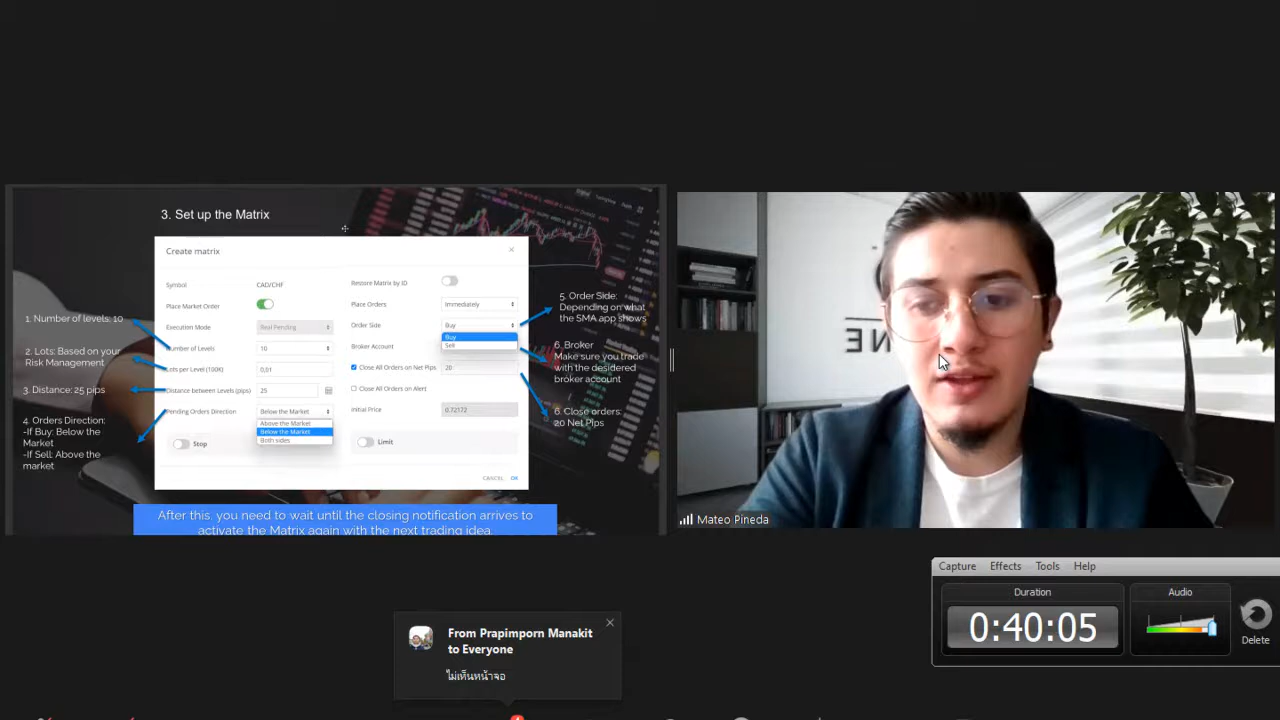 3. Set up the Matrix
Create matrix
Symbol CAD/CHF
Place Market Order
Execution Mode Real Pending
Number of Levels 10
Lots per Level (100K) 0,01
Distance between Levels (pips) 25
Pending Orders Direction Below the Market
Above the Market
Below the Market
Both sides
Stop
Restore Matrix by ID
Place Orders Immediately
Order Side Buy
Buy
Sell
Broker Account
Close All Orders on Net Pips 20
Close All Orders on Alert
Initial Price 0.72172
Limit
CANCEL OK
1. Number of levels: 10
2. Lots: Based on your
Risk Management
3. Distance: 25 pips
4. Orders Direction:
-If Buy: Below the
Market
-If Sell: Above the
market
5. Order Side:
Depending on what
the SMA app shows
6. Broker
Make sure you trade
with the desidered
broker account
6. Close orders:
20 Net Pips
After this, you need to wait until the closing notification arrives to
activate the Matrix again with the next trading idea.
Mateo Pineda
Capture Effects Tools Help
Duration
0:40:05
Audio
Delete
From Prapimporn Manakit
to Everyone
ไม่เห็นหน้าจอ